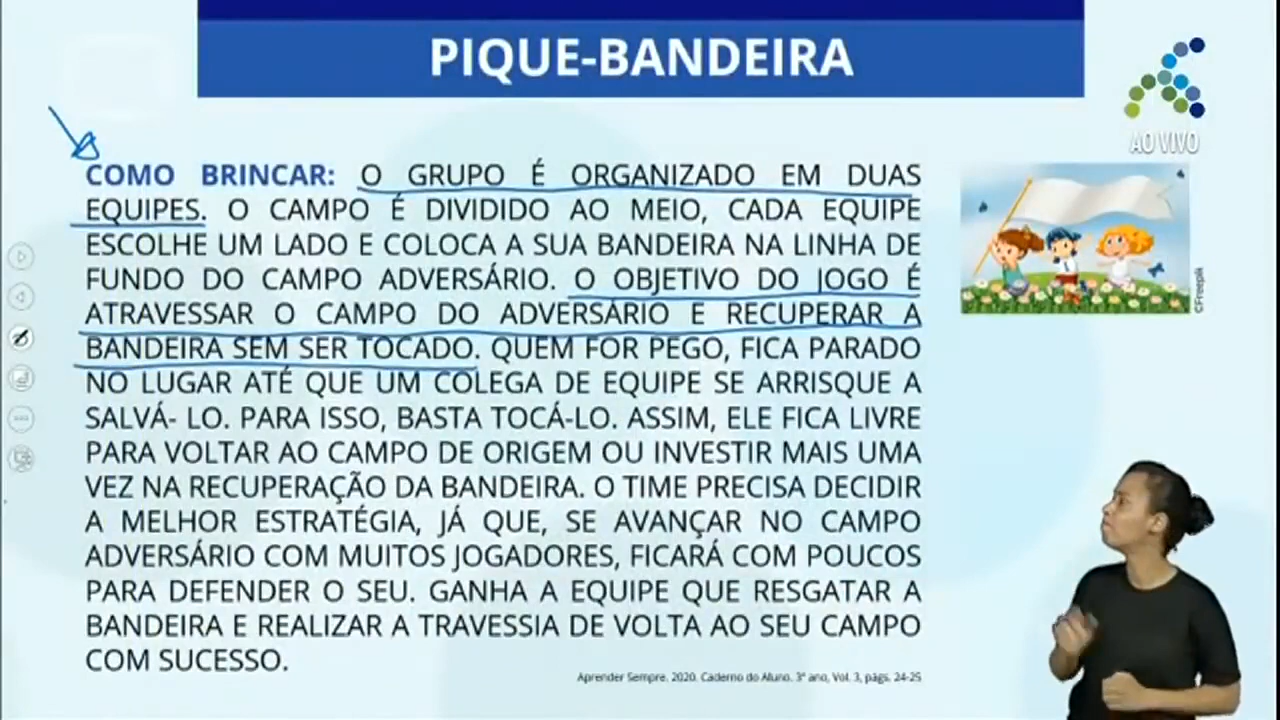 PIQUE-BANDEIRA
AO VIVO
COMO BRINCAR: O GRUPO É ORGANIZADO EM DUAS
EQUIPES. O CAMPO É DIVIDIDO AO MEIO, CADA EQUIPE
ESCOLHE UM LADO E COLOCA A SUA BANDEIRA NA LINHA DE
FUNDO DO CAMPO ADVERSÁRIO. O OBJETIVO DO JOGO É
ATRAVESSAR O CAMPO DO ADVERSÁRIO E RECUPERAR A
BANDEIRA SEM SER TOCADO. QUEM FOR PEGO, FICA PARADO
NO LUGAR ATÉ QUE UM COLEGA DE EQUIPE SE ARRISQUE A
SALVÁ- LO. PARA ISSO, BASTA TOCÁ-LO. ASSIM, ELE FICA LIVRE
PARA VOLTAR AO CAMPO DE ORIGEM OU INVESTIR MAIS UMA
VEZ NA RECUPERAÇÃO DA BANDEIRA. O TIME PRECISA DECIDIR
A MELHOR ESTRATÉGIA, JÁ QUE, SE AVANÇAR NO CAMPO
ADVERSÁRIO COM MUITOS JOGADORES, FICARÁ COM POUCOS
PARA DEFENDER O SEU. GANHA A EQUIPE QUE RESGATAR A
BANDEIRA E REALIZAR A TRAVESSIA DE VOLTA AO SEU CAMPO
COM SUCESSO.
©Freepik
Aprender Sempre. 2020. Caderno do Aluno. 3º ano, Vol. 3, págs. 24-25